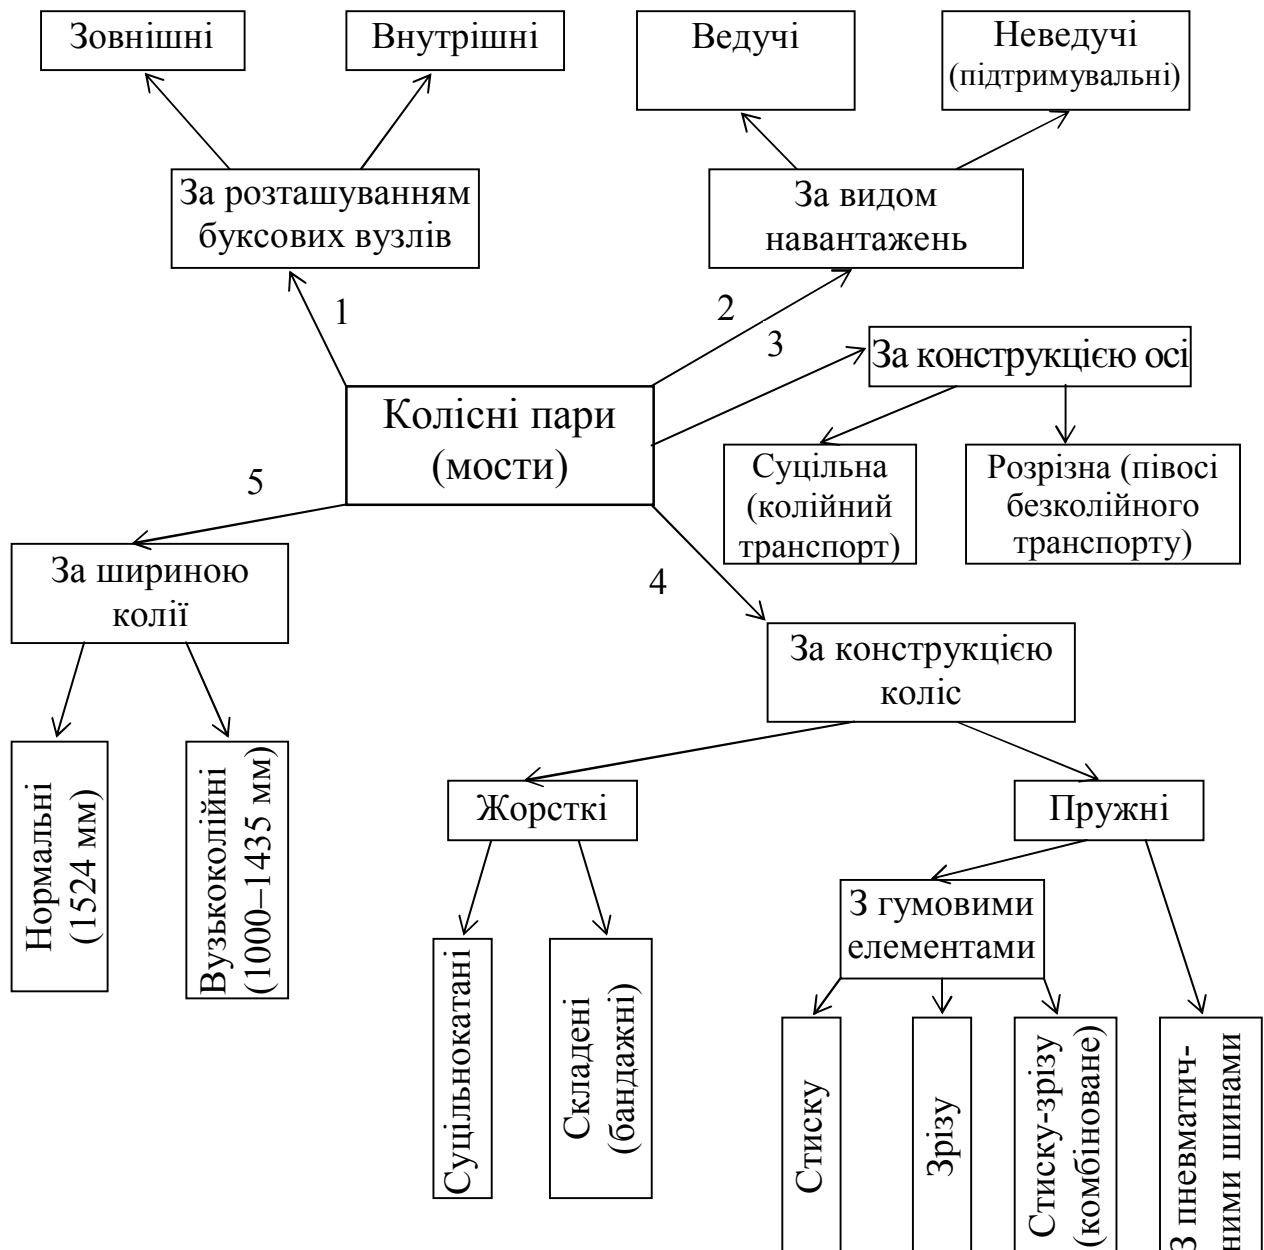 Зовнішні
Внутрішні
Ведучі
Неведучі
(підтримувальні)
За розташуванням
буксових вузлів
За видом
навантажень
1
2
3
За конструкцією осі
Колісні пари
(мости)
Суцільна
(колійний
транспорт)
Розрізна (півосі
безколійного
транспорту)
5
4
За шириною
колії
За конструкцією
коліс
Нормальні
(1524 мм)
Вузькоколійні
(1000–1435 мм)
Жорсткі
Пружні
З гумовими
елементами
Суцільнокатані
Складені
(бандажні)
Стиску
Зрізу
Стиску-зрізу
(комбіноване)
З пневматич-
ними шинами